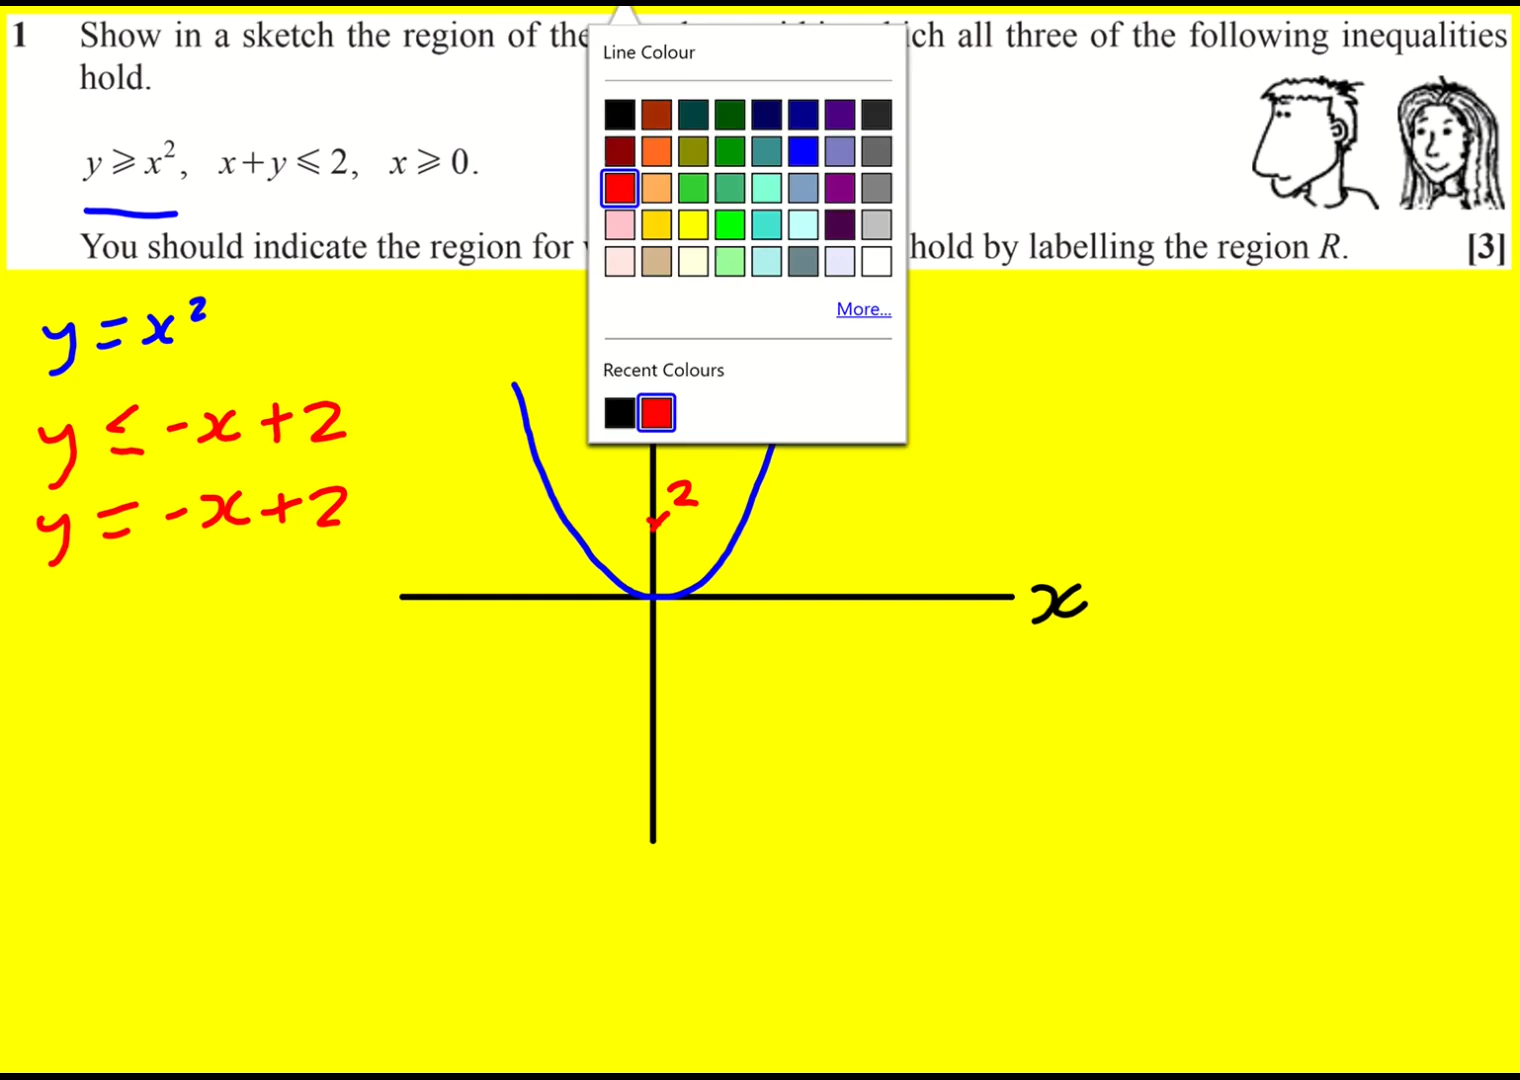 1 Show in a sketch the region of the ch all three of the following inequalities
hold.
y ⩾ x², x+y ⩽ 2, x ⩾ 0.
You should indicate the region for hold by labelling the region R. [3]
Line Colour
More...
Recent Colours
y = x²
y ≤ -x + 2
y = -x + 2
2
x